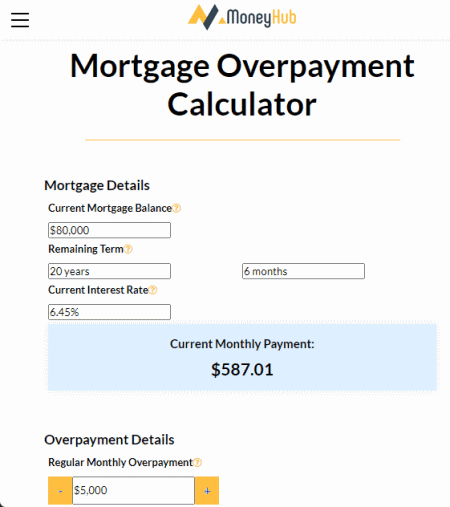 MoneyHub
Mortgage Overpayment
Calculator
Mortgage Details
Current Mortgage Balance?
$80,000
Remaining Term?
20 years 6 months
Current Interest Rate?
6.45%
Current Monthly Payment:
$587.01
Overpayment Details
Regular Monthly Overpayment?
- $5,000 +